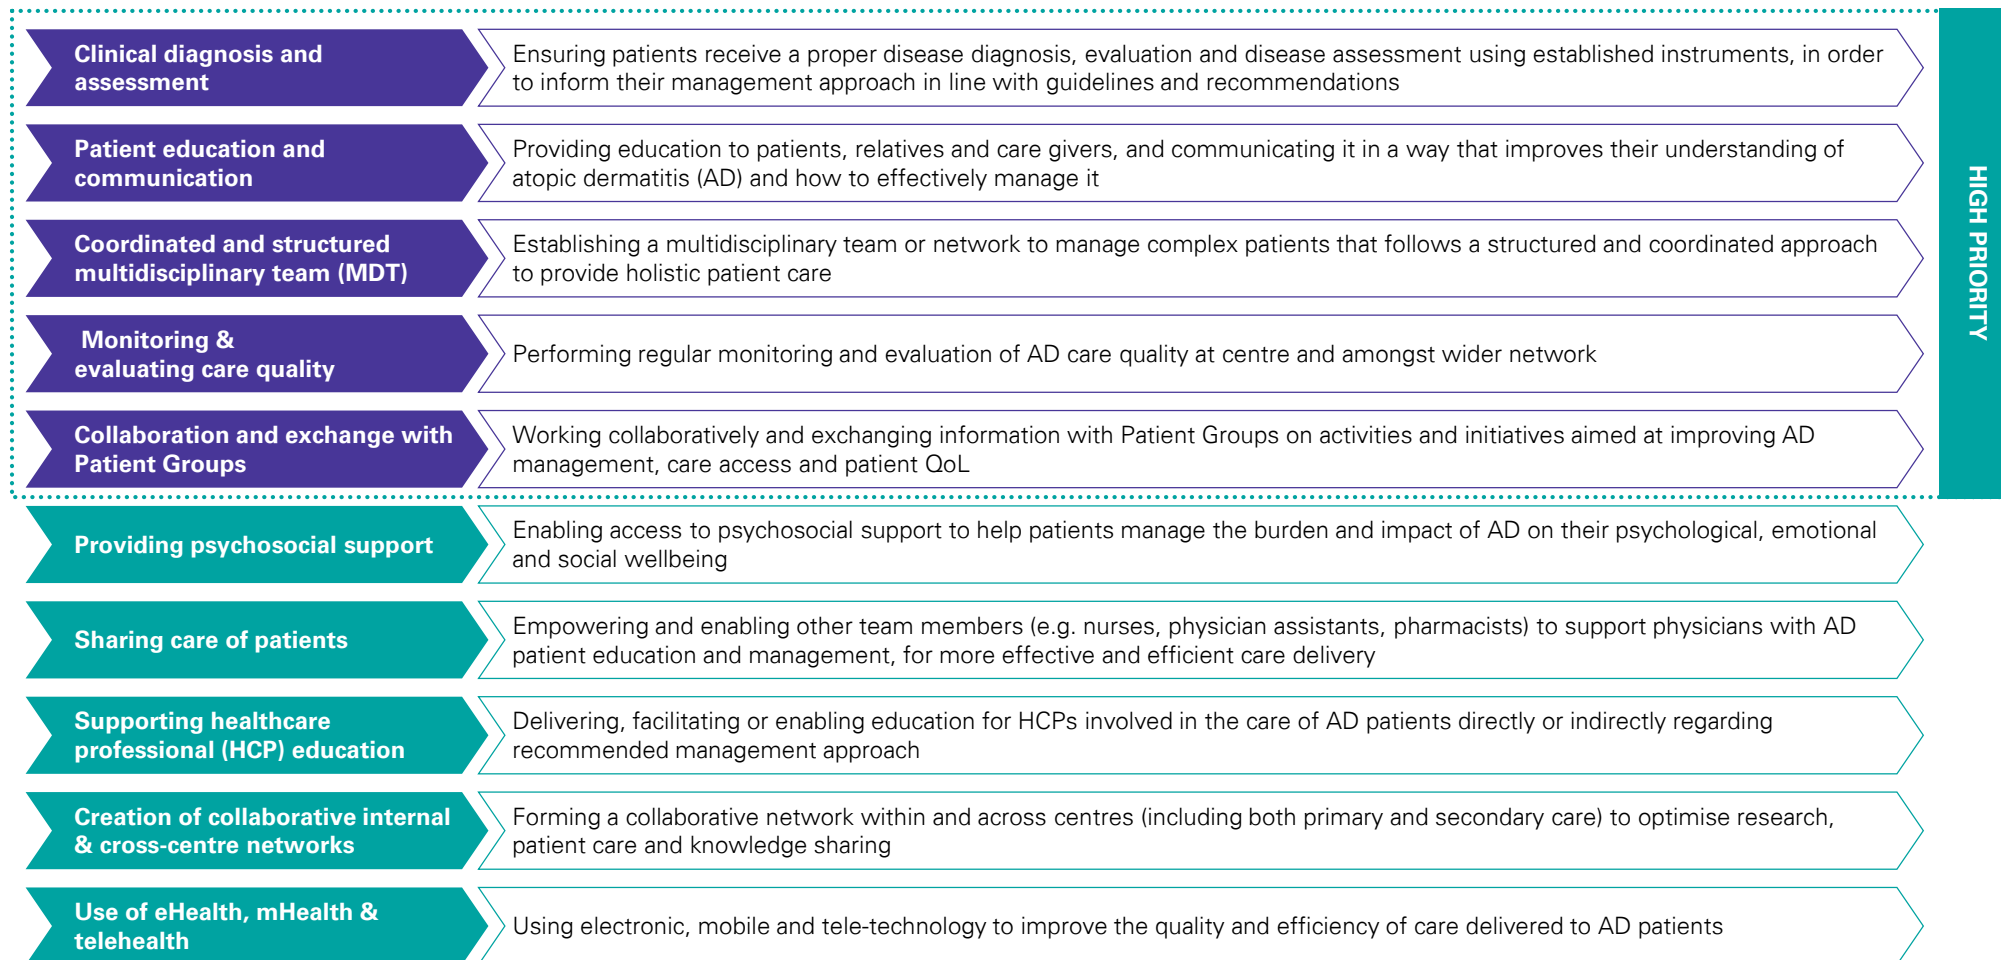 Clinical diagnosis and
assessment
Ensuring patients receive a proper disease diagnosis, evaluation and disease assessment using established instruments, in order
to inform their management approach in line with guidelines and recommendations
Patient education and
communication
Providing education to patients, relatives and care givers, and communicating it in a way that improves their understanding of
atopic dermatitis (AD) and how to effectively manage it
Coordinated and structured
multidisciplinary team (MDT)
Establishing a multidisciplinary team or network to manage complex patients that follows a structured and coordinated approach
to provide holistic patient care
Monitoring &
evaluating care quality
Performing regular monitoring and evaluation of AD care quality at centre and amongst wider network
Collaboration and exchange with
Patient Groups
Working collaboratively and exchanging information with Patient Groups on activities and initiatives aimed at improving AD
management, care access and patient QoL
HIGH PRIORITY
Providing psychosocial support
Enabling access to psychosocial support to help patients manage the burden and impact of AD on their psychological, emotional
and social wellbeing
Sharing care of patients
Empowering and enabling other team members (e.g. nurses, physician assistants, pharmacists) to support physicians with AD
patient education and management, for more effective and efficient care delivery
Supporting healthcare
professional (HCP) education
Delivering, facilitating or enabling education for HCPs involved in the care of AD patients directly or indirectly regarding
recommended management approach
Creation of collaborative internal
& cross-centre networks
Forming a collaborative network within and across centres (including both primary and secondary care) to optimise research,
patient care and knowledge sharing
Use of eHealth, mHealth &
telehealth
Using electronic, mobile and tele-technology to improve the quality and efficiency of care delivered to AD patients